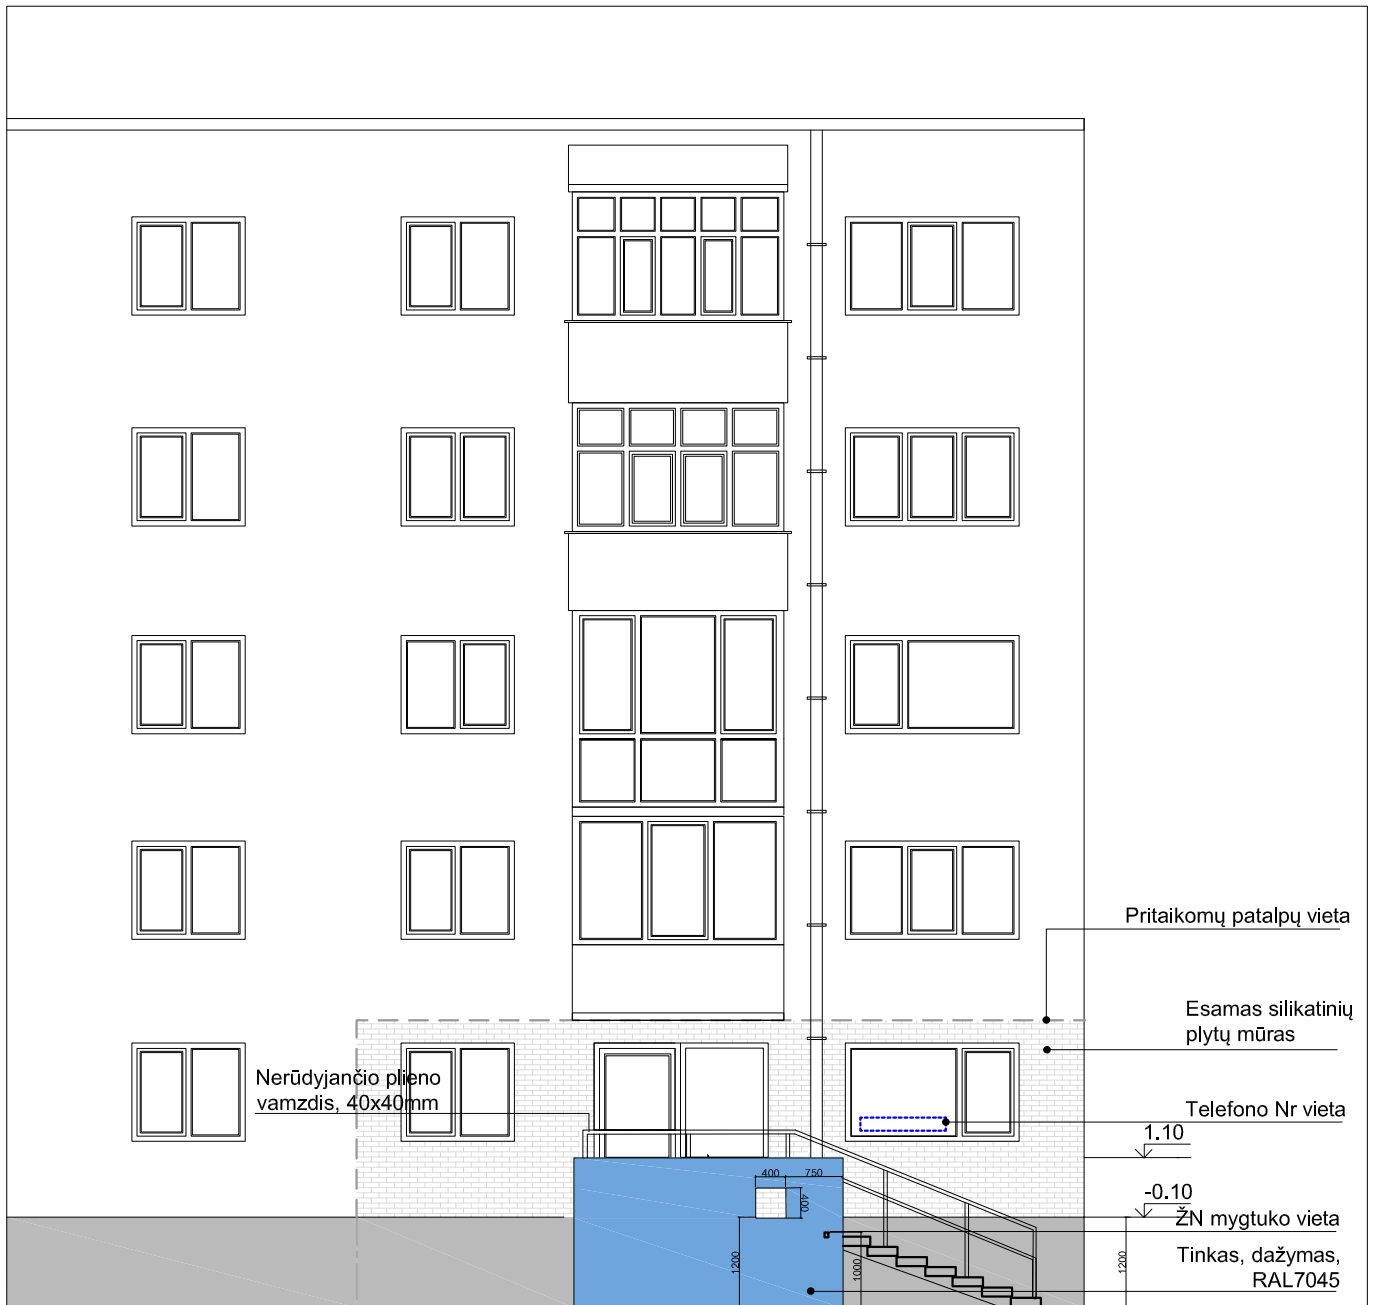 Pritaikomų patalpų vieta
Esamas silikatinių
plytų mūras
Nerūdyjančio plieno
vamzdis, 40x40mm
Telefono Nr vieta
1.10
400
750
400
-0.10
ŽN mygtuko vieta
1200
1000
1200
Tinkas, dažymas,
RAL7045